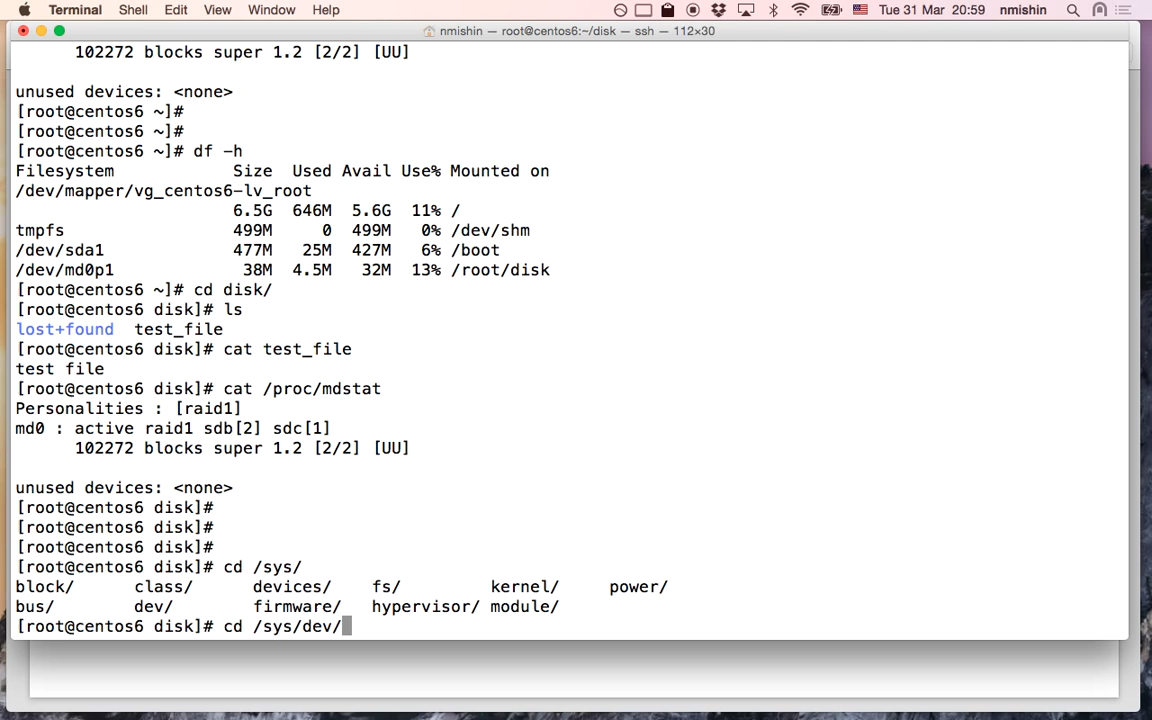 Terminal Shell Edit View Window Help Tue 31 Mar 20:59 nmishin
nmishin — root@centos6:~/disk — ssh — 112×30
102272 blocks super 1.2 [2/2] [UU]
unused devices: <none>
[root@centos6 ~]#
[root@centos6 ~]#
[root@centos6 ~]# df -h
Filesystem Size Used Avail Use% Mounted on
/dev/mapper/vg_centos6-lv_root
6.5G 646M 5.6G 11% /
tmpfs 499M 0 499M 0% /dev/shm
/dev/sda1 477M 25M 427M 6% /boot
/dev/md0p1 38M 4.5M 32M 13% /root/disk
[root@centos6 ~]# cd disk/
[root@centos6 disk]# ls
lost+found test_file
[root@centos6 disk]# cat test_file
test file
[root@centos6 disk]# cat /proc/mdstat
Personalities : [raid1]
md0 : active raid1 sdb[2] sdc[1]
102272 blocks super 1.2 [2/2] [UU]
unused devices: <none>
[root@centos6 disk]#
[root@centos6 disk]#
[root@centos6 disk]#
[root@centos6 disk]# cd /sys/
block/ class/ devices/ fs/ kernel/ power/
bus/ dev/ firmware/ hypervisor/ module/
[root@centos6 disk]# cd /sys/dev/